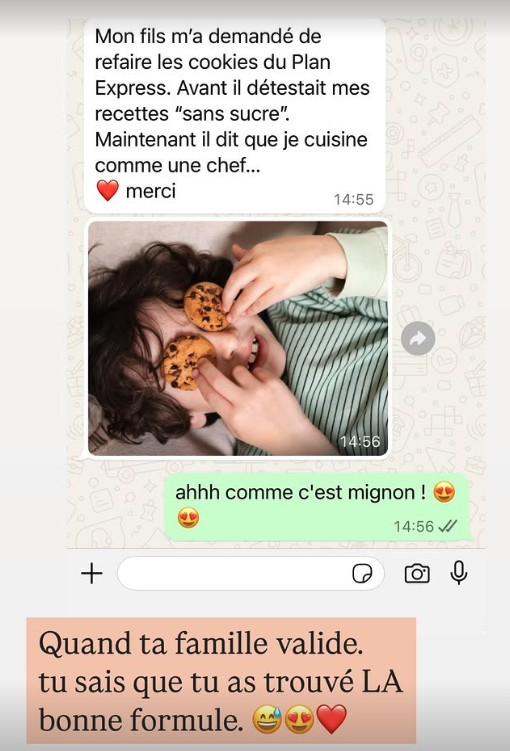 Mon fils m'a demandé de
refaire les cookies du Plan
Express. Avant il détestait mes
recettes “sans sucre”.
Maintenant il dit que je cuisine
comme une chef...
❤️ merci
14:55
14:56
ahhh comme c'est mignon ! 😍
😍
14:56
Quand ta famille valide.
tu sais que tu as trouvé LA
bonne formule. 😅😍❤️